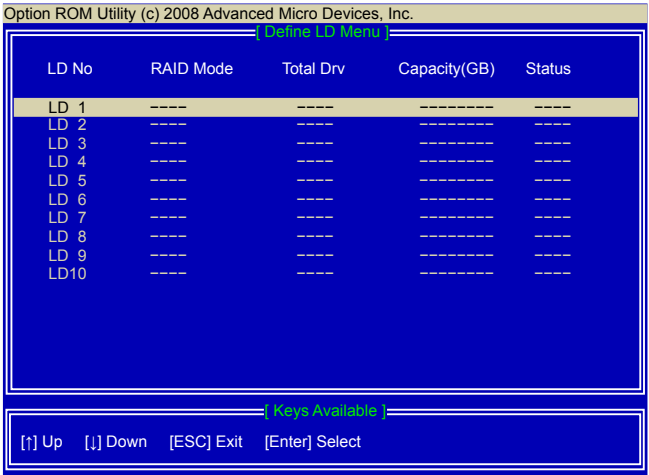 Option ROM Utility (c) 2008 Advanced Micro Devices, Inc.
[ Define LD Menu ]
LD No RAID Mode Total Drv Capacity(GB) Status
LD 1 ---- ---- -------- ----
LD 2 ---- ---- -------- ----
LD 3 ---- ---- -------- ----
LD 4 ---- ---- -------- ----
LD 5 ---- ---- -------- ----
LD 6 ---- ---- -------- ----
LD 7 ---- ---- -------- ----
LD 8 ---- ---- -------- ----
LD 9 ---- ---- -------- ----
LD10 ---- ---- -------- ----
[ Keys Available ]
[↑] Up [↓] Down [ESC] Exit [Enter] Select